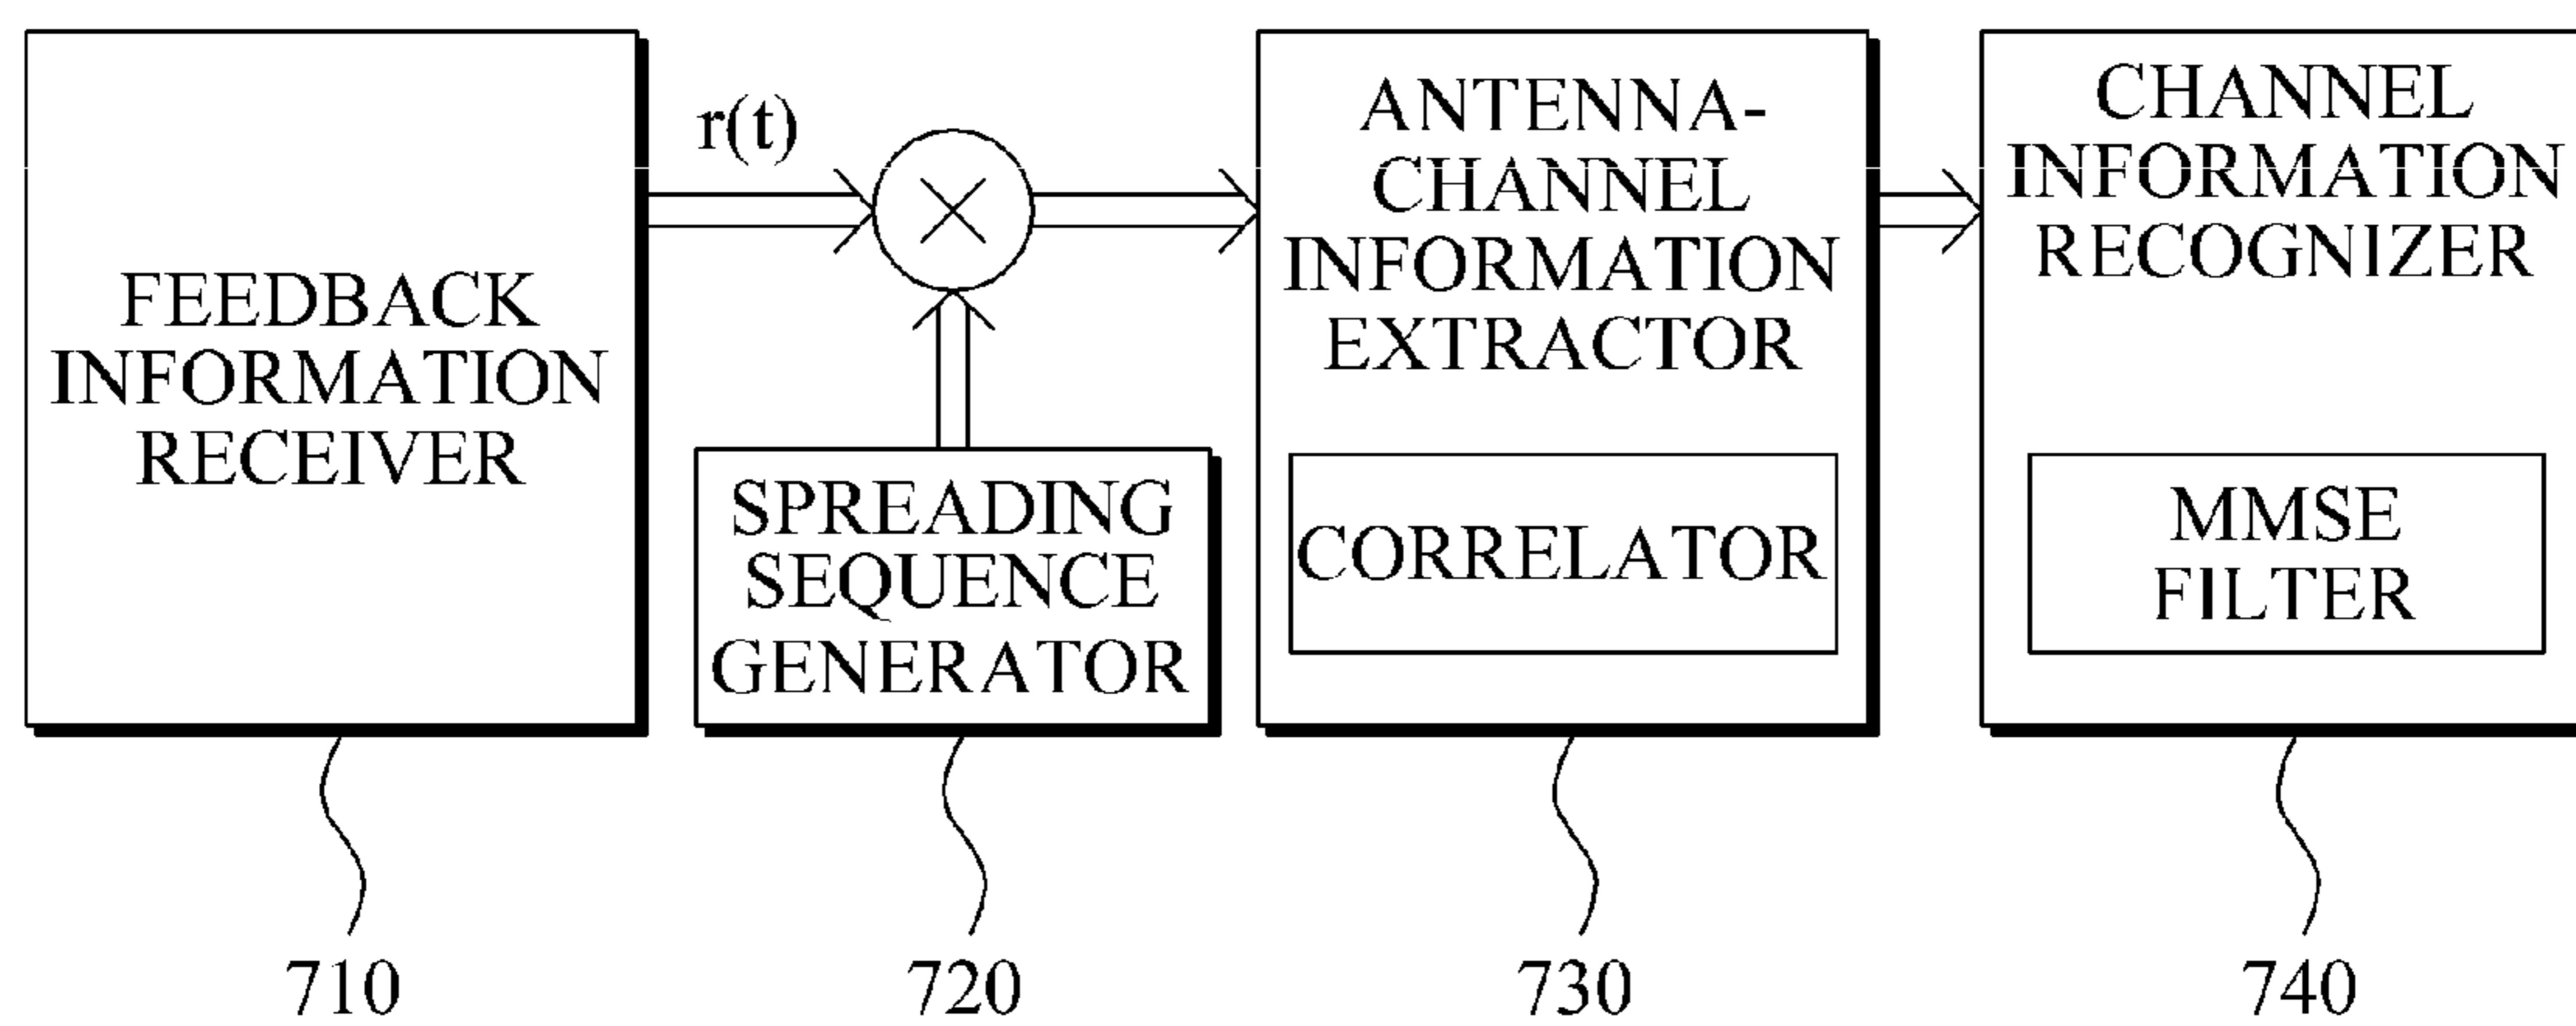 FEEDBACK
INFORMATION
RECEIVER
r(t)
SPREADING
SEQUENCE
GENERATOR
ANTENNA-
CHANNEL
INFORMATION
EXTRACTOR
CORRELATOR
CHANNEL
INFORMATION
RECOGNIZER
MMSE
FILTER
710
720
730
740